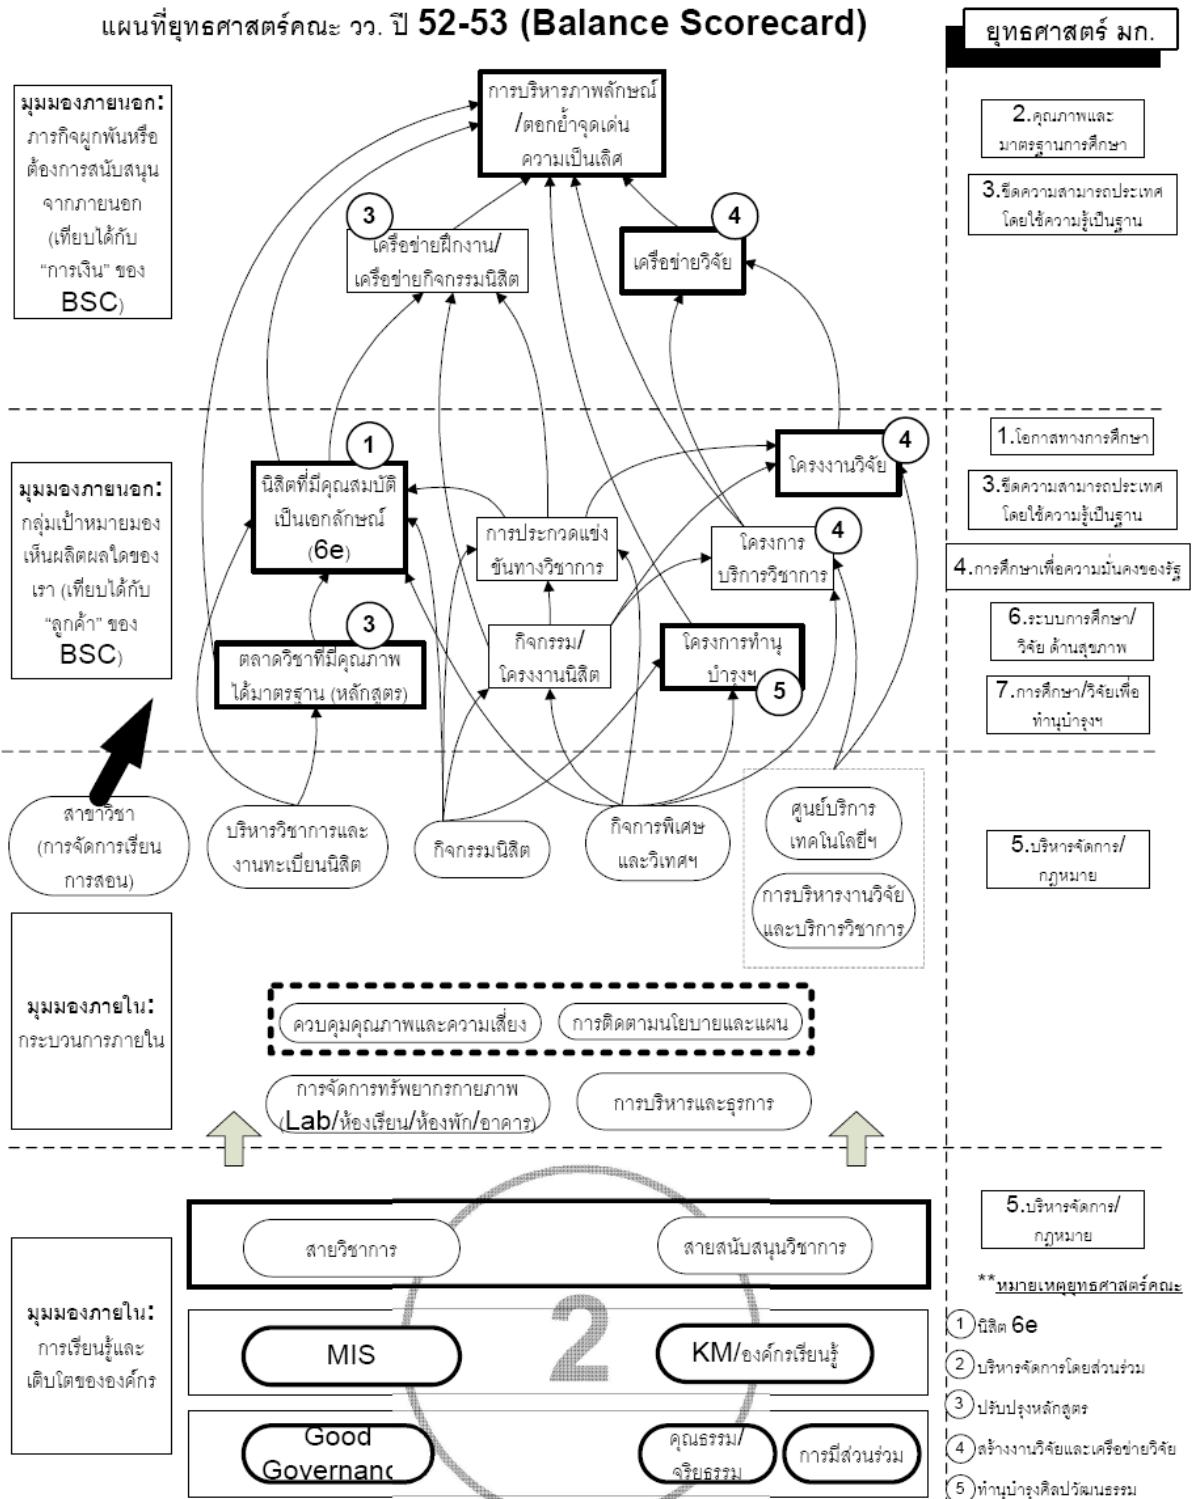 แผนที่ยุทธศาสตร์คณะ วว. ปี 52-53 (Balance Scorecard)
ยุทธศาสตร์ มก.
มุมมองภายนอก:
ภารกิจผูกพันหรือ
ต้องการสนับสนุน
จากภายนอก
(เทียบได้กับ
“การเงิน” ของ
BSC)
การบริหารภาพลักษณ์
/ตอกย้ำจุดเด่น
ความเป็นเลิศ
3
เครือข่ายฝึกงาน/
เครือข่ายกิจกรรมนิสิต
4
เครือข่ายวิจัย
2.คุณภาพและ
มาตรฐานการศึกษา
3.ขีดความสามารถประเทศ
โดยใช้ความรู้เป็นฐาน
มุมมองภายนอก:
กลุ่มเป้าหมายมอง
เห็นผลิตผลใดของ
เรา (เทียบได้กับ
“ลูกค้า” ของ
BSC)
1
นิสิตที่มีคุณสมบัติ
เป็นเอกลักษณ์
(6e)
การประกวดแข่ง
ขันทางวิชาการ
4
โครงงานวิจัย
4
โครงการ
บริการวิชาการ
3
ตลาดวิชาที่มีคุณภาพ
ได้มาตรฐาน (หลักสูตร)
กิจกรรม/
โครงงานนิสิต
โครงการทำนุ
บำรุงฯ
5
1.โอกาสทางการศึกษา
3.ขีดความสามารถประเทศ
โดยใช้ความรู้เป็นฐาน
4.การศึกษาเพื่อความมั่นคงของรัฐ
6.ระบบการศึกษา/
วิจัย ด้านสุขภาพ
7.การศึกษา/วิจัยเพื่อ
ทำนุบำรุงฯ
สาขาวิชา
(การจัดการเรียน
การสอน)
บริหารวิชาการและ
งานทะเบียนนิสิต
กิจกรรมนิสิต
กิจการพิเศษ
และวิเทศฯ
ศูนย์บริการ
เทคโนโลยีฯ
การบริหารงานวิจัย
และบริการวิชาการ
5.บริหารจัดการ/
กฎหมาย
มุมมองภายใน:
กระบวนการภายใน
ควบคุมคุณภาพและความเสี่ยง
การติดตามนโยบายและแผน
การจัดการทรัพยากรกายภาพ
(Lab/ห้องเรียน/ห้องพัก/อาคาร)
การบริหารและธุรการ
มุมมองภายใน:
การเรียนรู้และ
เติบโตขององค์กร
สายวิชาการ
สายสนับสนุนวิชาการ
2
MIS
KM/องค์กรเรียนรู้
Good
Governanc
คุณธรรม/
จริยธรรม
การมีส่วนร่วม
5.บริหารจัดการ/
กฎหมาย
**หมายเหตุยุทธศาสตร์คณะ
1 นิสิต 6e
2 บริหารจัดการโดยส่วนร่วม
3 ปรับปรุงหลักสูตร
4 สร้างงานวิจัยและเครือข่ายวิจัย
5 ทำนุบำรุงศิลปวัฒนธรรม